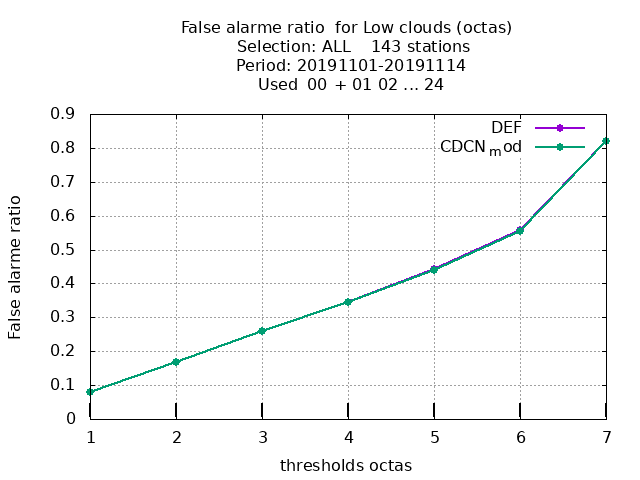 False alarme ratio  for Low clouds (octas)
Selection: ALL    143 stations
Period: 20191101-20191114
Used  00 + 01 02 ... 24
DEF
CDCN_mod
False alarme ratio
0.9
0.8
0.7
0.6
0.5
0.4
0.3
0.2
0.1
0
1 2 3 4 5 6 7
thresholds octas